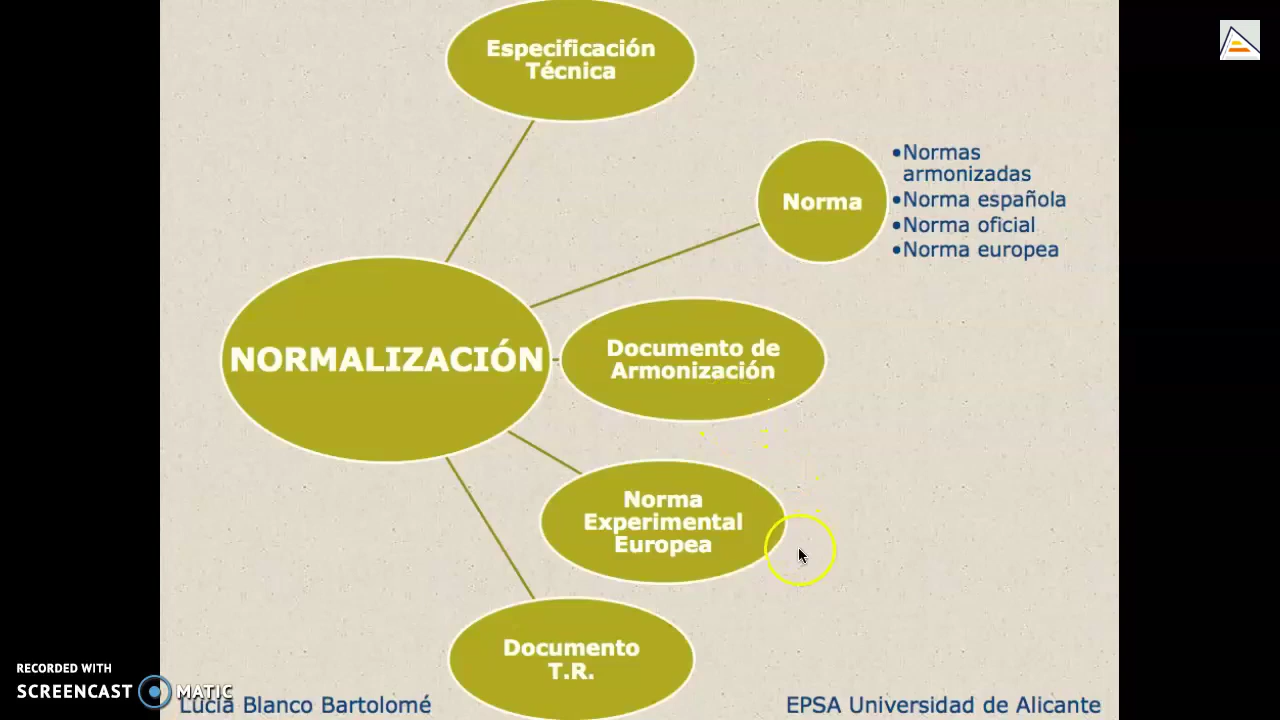 Especificación
Técnica
Norma
•Normas
armonizadas
•Norma española
•Norma oficial
•Norma europea
NORMALIZACIÓN
Documento de
Armonización
Norma
Experimental
Europea
Documento
T.R.
RECORDED WITH
SCREENCAST MATIC
Lucía Blanco Bartolomé
EPSA Universidad de Alicante